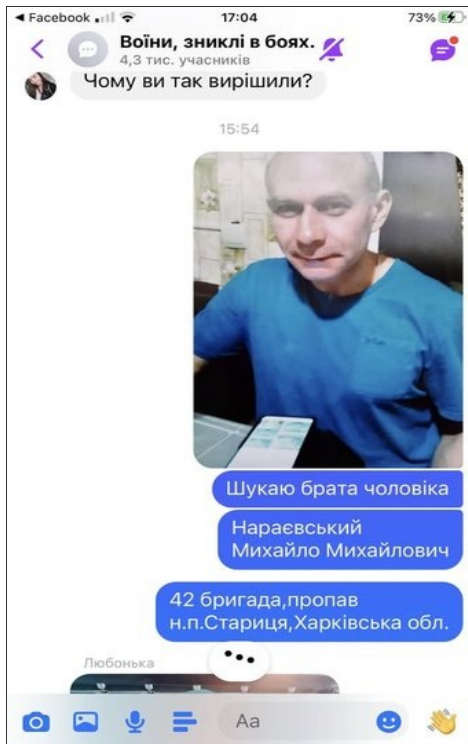 Facebook
17:04
73%
Воїни, зниклі в боях.
4,3 тис. учасників
Чому ви так вирішили?
15:54
Шукаю брата чоловіка
Нараєвський
Михайло Михайлович
42 бригада,пропав
н.п.Стариця,Харківська обл.
Любонька
Aa